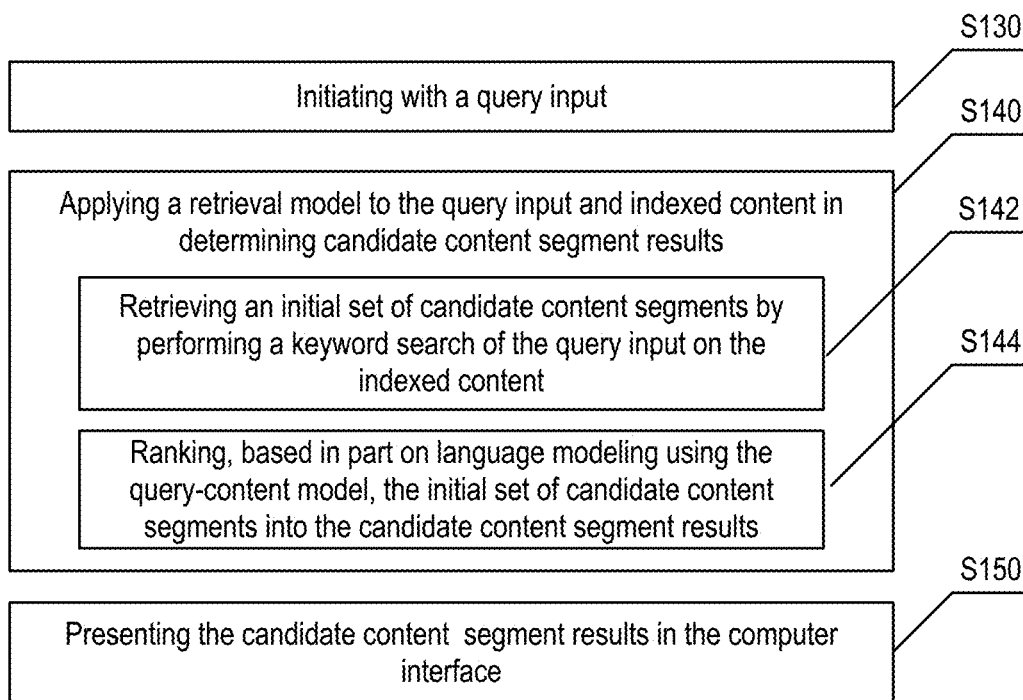 S130
Initiating with a query input
S140
Applying a retrieval model to the query input and indexed content in
determining candidate content segment results
S142
Retrieving an initial set of candidate content segments by
performing a keyword search of the query input on the
indexed content
S144
Ranking, based in part on language modeling using the
query-content model, the initial set of candidate content
segments into the candidate content segment results
S150
Presenting the candidate content segment results in the computer
interface